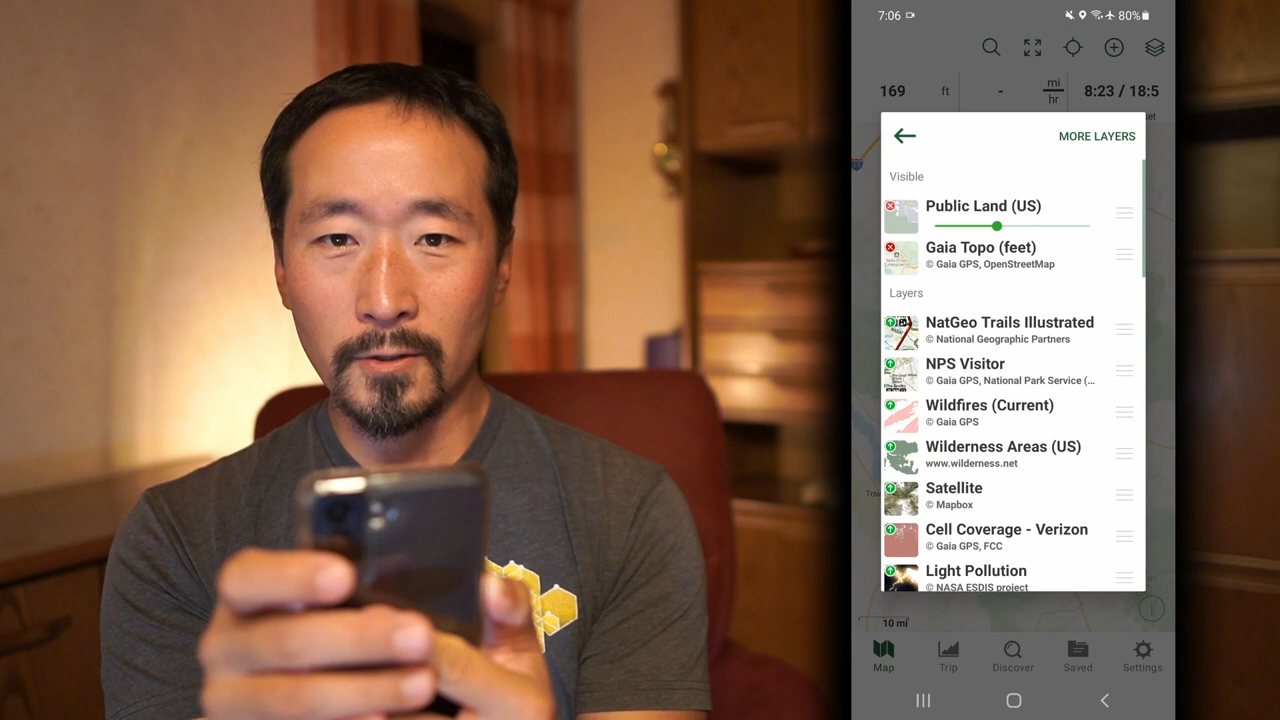 7:06
80%
169 ft - mi/hr 8:23 / 18:5
MORE LAYERS
Visible
Public Land (US)
Gaia Topo (feet)
© Gaia GPS, OpenStreetMap
Layers
NatGeo Trails Illustrated
© National Geographic Partners
NPS Visitor
© Gaia GPS, National Park Service (...
Wildfires (Current)
© Gaia GPS
Wilderness Areas (US)
www.wilderness.net
Satellite
© Mapbox
Cell Coverage - Verizon
© Gaia GPS, FCC
Light Pollution
© NASA ESDIS project
10 mi
Map Trip Discover Saved Settings